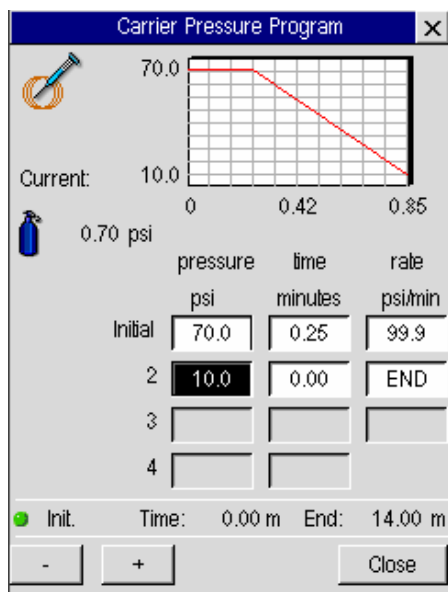 Carrier Pressure Program
70.0
Current: 10.0
0 0.42 0.85
0.70 psi
pressure time rate
psi minutes psi/min
Initial 70.0 0.25 99.9
2 10.0 0.00 END
3
4
Init. Time: 0.00 m End: 14.00 m
- + Close